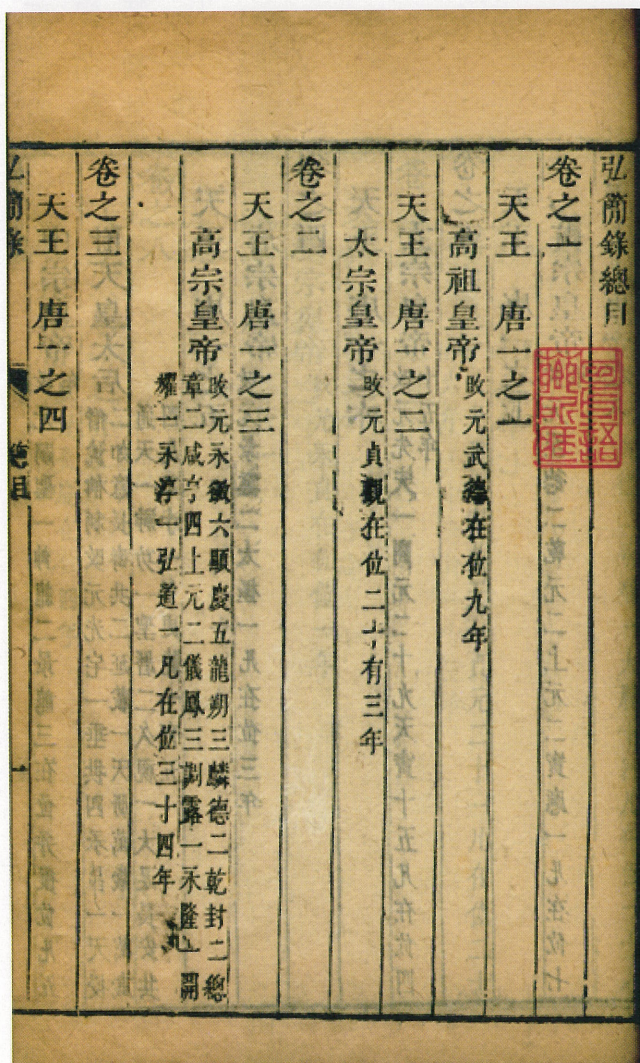 弘簡錄總目
卷之一
天王 唐一之一
高祖皇帝 改元武德在位九年
天王 唐一之二
太宗皇帝 改元貞觀在位二十有三年
卷之二
天王 唐一之三
高宗皇帝 改元永徽六顯慶五龍朔三麟德二乾封二總
章二咸亨四上元二儀鳳三調露一永隆一開
耀一永淳一弘道一凡在位三十四年
卷之三
天王 唐一之四
弘簡錄 總目 一